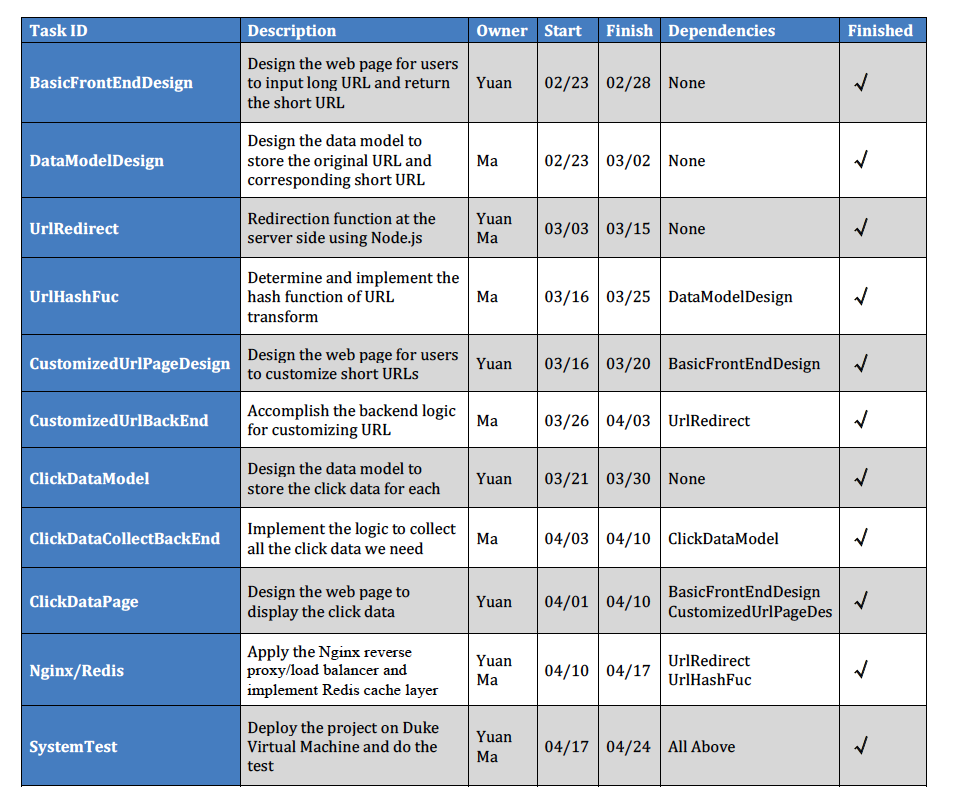 Task ID Description Owner Start Finish Dependencies Finished
BasicFrontEndDesign
Design the web page for users
to input long URL and return
the short URL
Yuan
02/23
02/28
None
√
DataModelDesign
Design the data model to
store the original URL and
corresponding short URL
Ma
02/23
03/02
None
√
UrlRedirect
Redirection function at the
server side using Node.js
Yuan
Ma
03/03
03/15
None
√
UrlHashFuc
Determine and implement the
hash function of URL
transform
Ma
03/16
03/25
DataModelDesign
√
CustomizedUrlPageDesign
Design the web page for users
to customize short URLs
Yuan
03/16
03/20
BasicFrontEndDesign
√
CustomizedUrlBackEnd
Accomplish the backend logic
for customizing URL
Ma
03/26
04/03
UrlRedirect
√
ClickDataModel
Design the data model to
store the click data for each
Yuan
03/21
03/30
None
√
ClickDataCollectBackEnd
Implement the logic to collect
all the click data we need
Ma
04/03
04/10
ClickDataModel
√
ClickDataPage
Design the web page to
display the click data
Yuan
04/01
04/10
BasicFrontEndDesign
CustomizedUrlPageDes
√
Nginx/Redis
Apply the Nginx reverse
proxy/load balancer and
implement Redis cache layer
Yuan
Ma
04/10
04/17
UrlRedirect
UrlHashFuc
√
SystemTest
Deploy the project on Duke
Virtual Machine and do the
test
Yuan
Ma
04/17
04/24
All Above
√